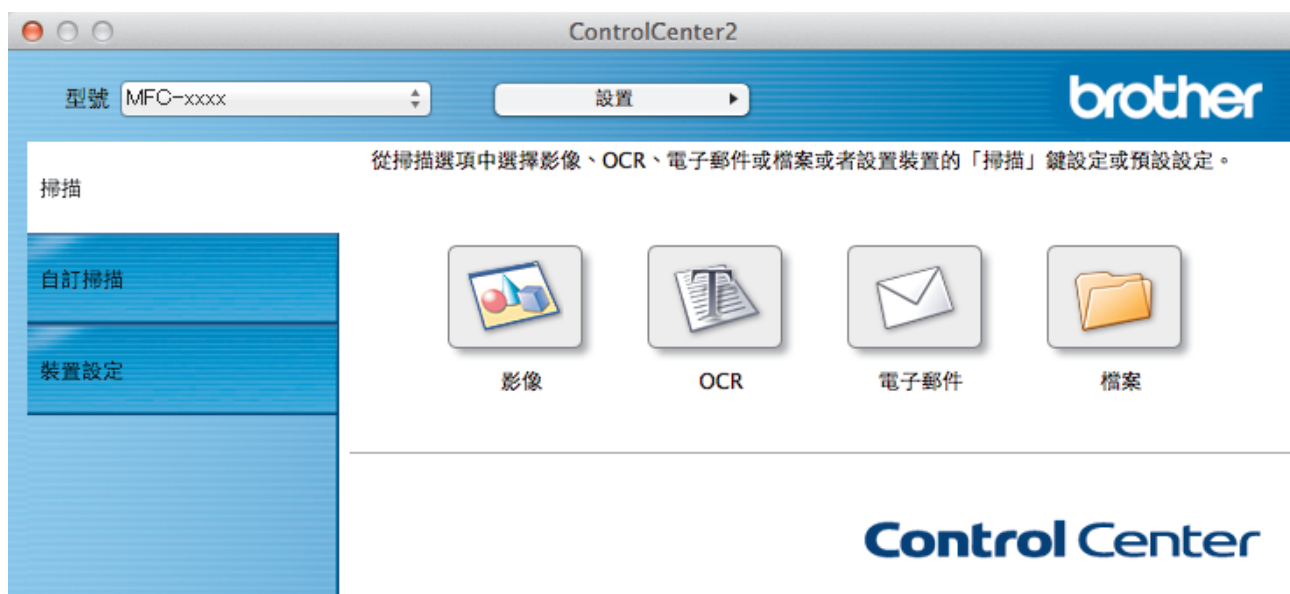 ControlCenter2
型號 MFC-xxxx
設置
brother
從掃描選項中選擇影像、OCR、電子郵件或檔案或者設置裝置的「掃描」鍵設定或預設設定。
掃描
自訂掃描
裝置設定
影像
OCR
電子郵件
檔案
Control Center